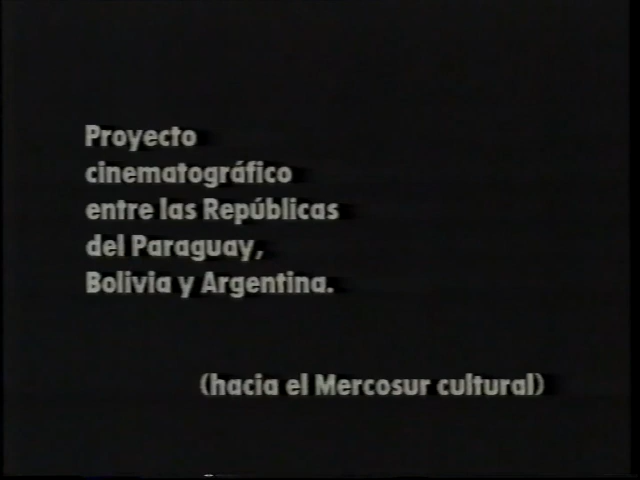 Proyecto
cinematográfico
entre las Repúblicas
del Paraguay,
Bolivia y Argentina.
(hacia el Mercosur cultural)